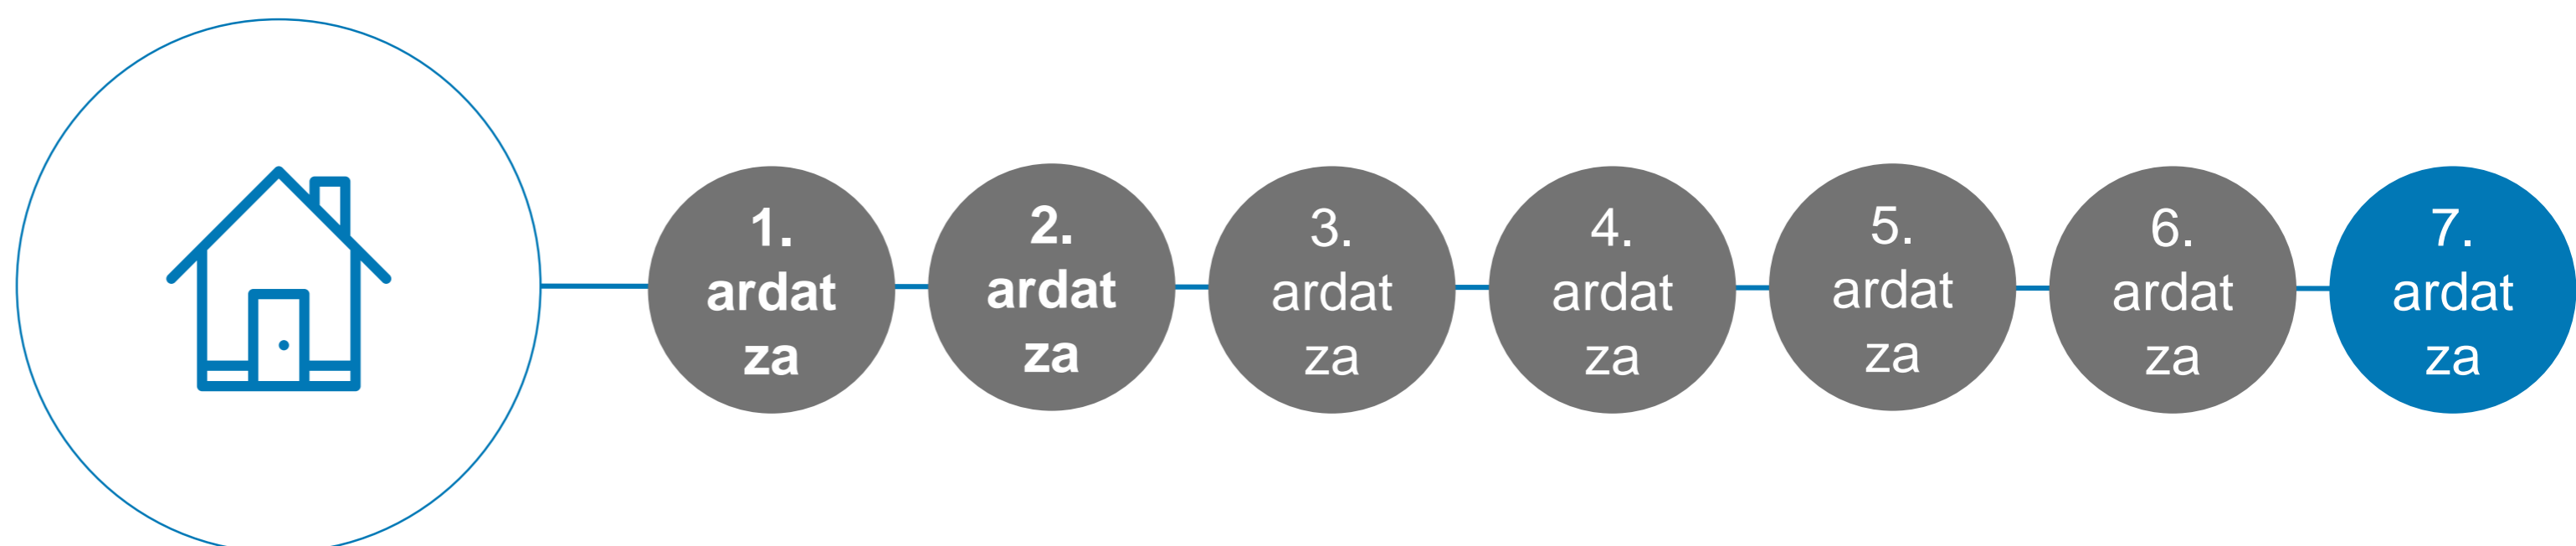 1.
ardat
za
2.
ardat
za
3.
ardat
za
4.
ardat
za
5.
ardat
za
6.
ardat
za
7.
ardat
za